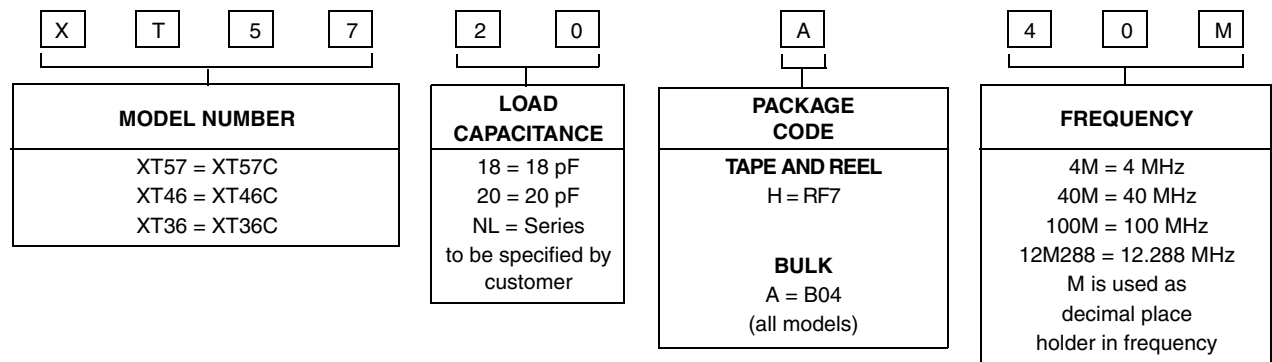 X T 5 7 2 0 A 4 0 M
MODEL NUMBER
XT57 = XT57C
XT46 = XT46C
XT36 = XT36C
LOAD
CAPACITANCE
18 = 18 pF
20 = 20 pF
NL = Series
to be specified by
customer
PACKAGE
CODE
TAPE AND REEL
H = RF7
BULK
A = B04
(all models)
FREQUENCY
4M = 4 MHz
40M = 40 MHz
100M = 100 MHz
12M288 = 12.288 MHz
M is used as
decimal place
holder in frequency